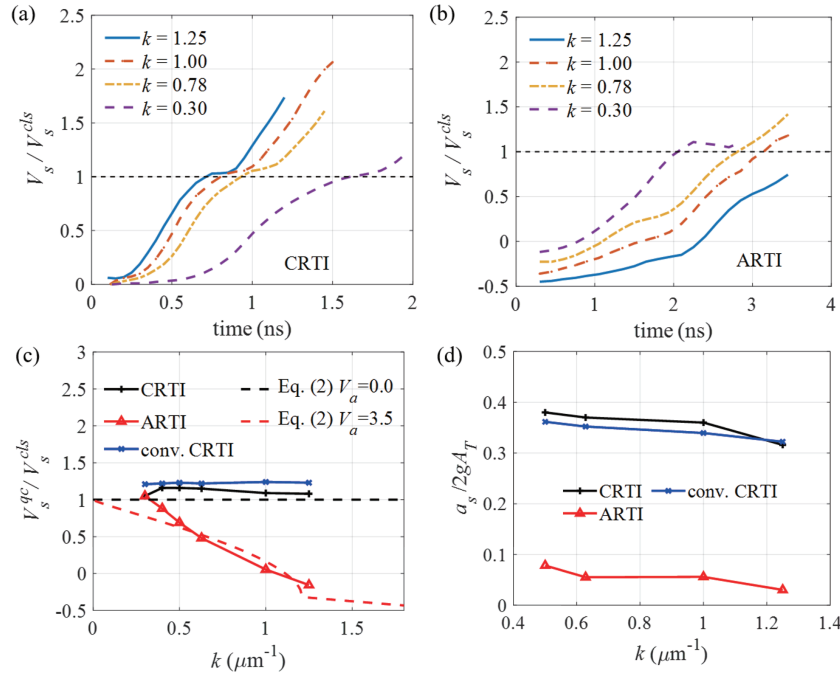 (a)
2.5
2
1.5
1
0.5
0
V_s / V_s^{cls}
k = 1.25
k = 1.00
k = 0.78
k = 0.30
CRTI
0 0.5 1 1.5 2
time (ns)
(b)
2.5
2
1.5
1
0.5
0
-0.5
V_s / V_s^{cls}
k = 1.25
k = 1.00
k = 0.78
k = 0.30
ARTI
0 1 2 3 4
time (ns)
(c)
3
2.5
2
1.5
1
0.5
0
-0.5
V_s^{qc}/V_s^{cls}
CRTI
ARTI
conv. CRTI
Eq. (2) V_a=0.0
Eq. (2) V_a=3.5
0 0.5 1 1.5
k (μm⁻¹)
(d)
0.5
0.4
0.3
0.2
0.1
0
a_s/2gA_T
CRTI
conv. CRTI
ARTI
0.4 0.6 0.8 1 1.2 1.4
k (μm⁻¹)